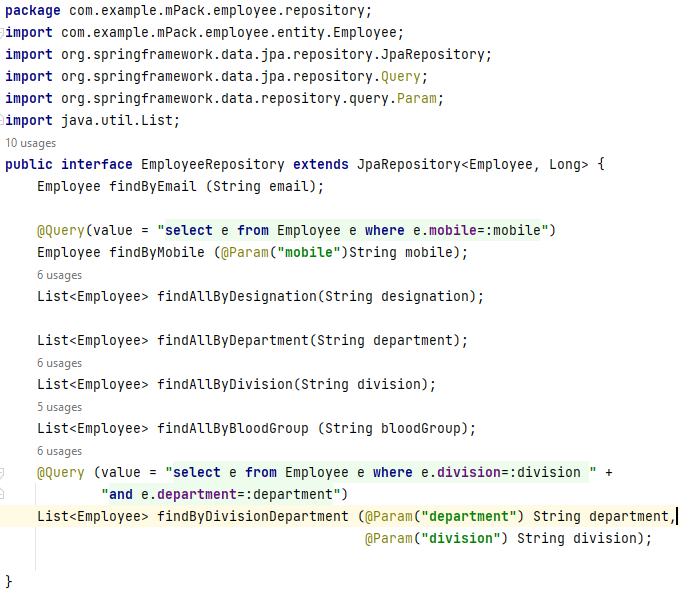 package com.example.mPack.employee.repository;
import com.example.mPack.employee.entity.Employee;
import org.springframework.data.jpa.repository.JpaRepository;
import org.springframework.data.jpa.repository.Query;
import org.springframework.data.repository.query.Param;
import java.util.List;
10 usages
public interface EmployeeRepository extends JpaRepository<Employee, Long> {
    Employee findByEmail (String email);

    @Query(value = "select e from Employee e where e.mobile=:mobile")
    Employee findByMobile (@Param("mobile")String mobile);
    6 usages
    List<Employee> findAllByDesignation(String designation);

    List<Employee> findAllByDepartment(String department);
    6 usages
    List<Employee> findAllByDivision(String division);
    5 usages
    List<Employee> findAllByBloodGroup (String bloodGroup);
    6 usages
    @Query (value = "select e from Employee e where e.division=:division " +
            "and e.department=:department")
    List<Employee> findByDivisionDepartment (@Param("department") String department,
                                             @Param("division") String division);

}